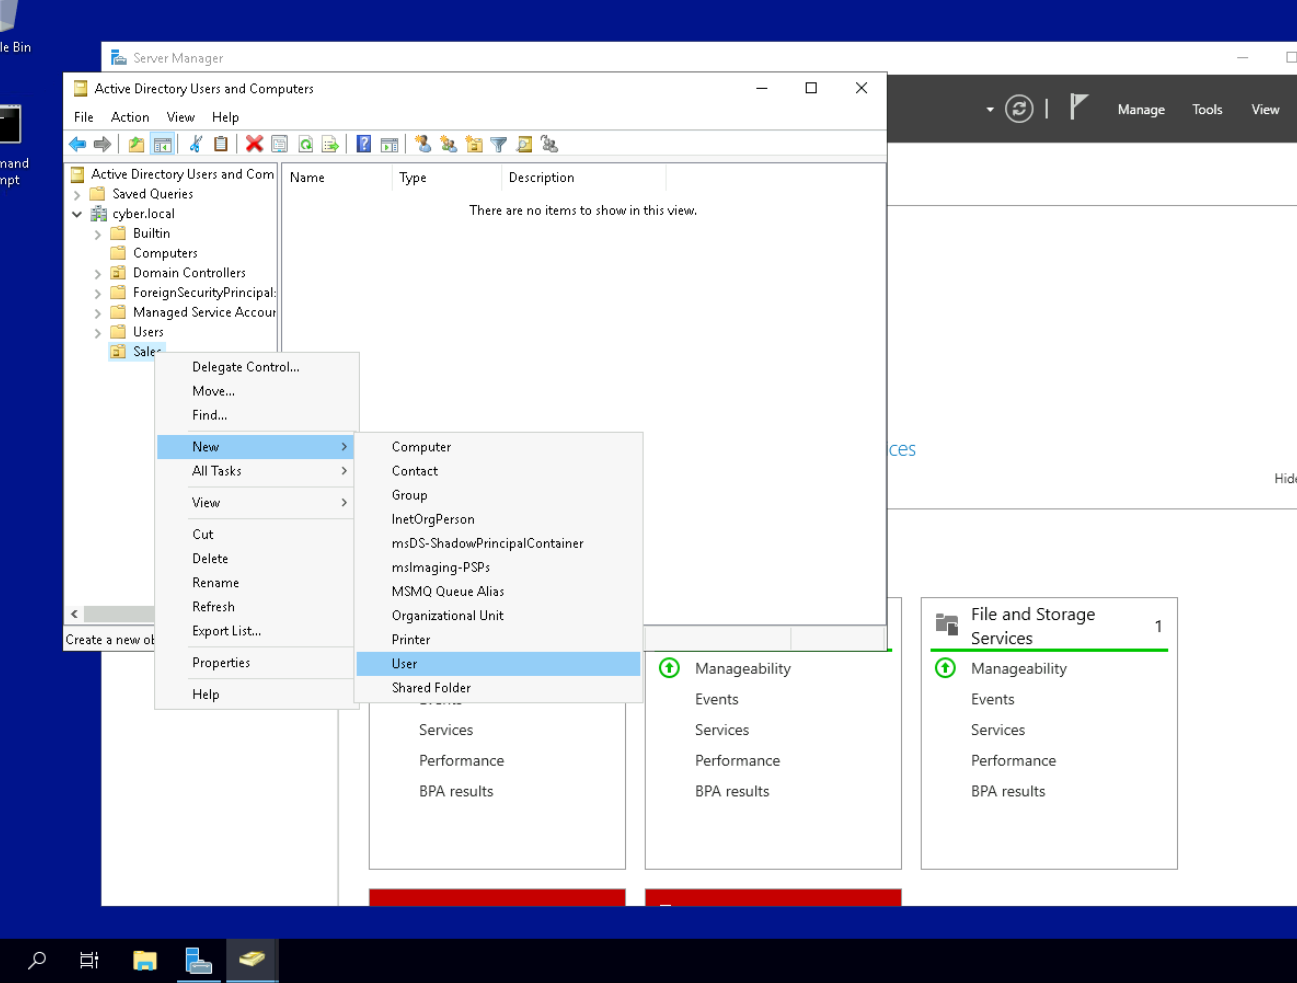 le Bin
mand
mpt
Server Manager
Manage
Tools
View
Active Directory Users and Computers
File
Action
View
Help
Active Directory Users and Com
Saved Queries
cyber.local
Builtin
Computers
Domain Controllers
ForeignSecurityPrincipal:
Managed Service Accour
Users
Sales
Name
Type
Description
There are no items to show in this view.
Delegate Control...
Move...
Find...
New
All Tasks
View
Cut
Delete
Rename
Refresh
Export List...
Properties
Help
Computer
Contact
Group
InetOrgPerson
msDS-ShadowPrincipalContainer
msImaging-PSPs
MSMQ Queue Alias
Organizational Unit
Printer
User
Shared Folder
Create a new ob
ces
Hide
Services
Performance
BPA results
Manageability
Events
Services
Performance
BPA results
File and Storage
Services
1
Manageability
Events
Services
Performance
BPA results